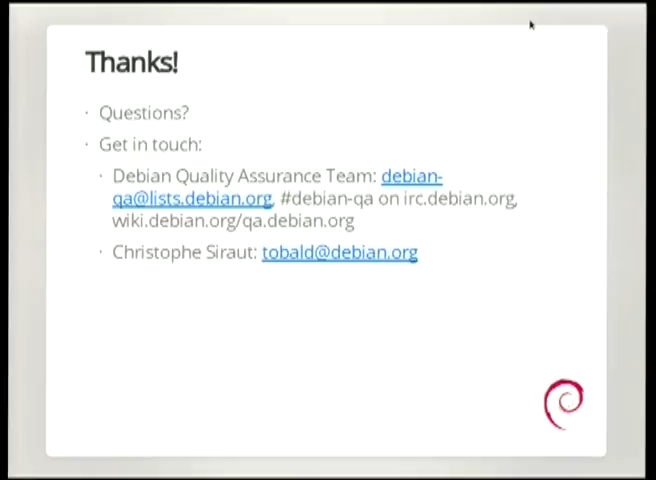 Thanks!
· Questions?
· Get in touch:
· Debian Quality Assurance Team: debian-
qa@lists.debian.org, #debian-qa on irc.debian.org,
wiki.debian.org/qa.debian.org
· Christophe Siraut: tobald@debian.org